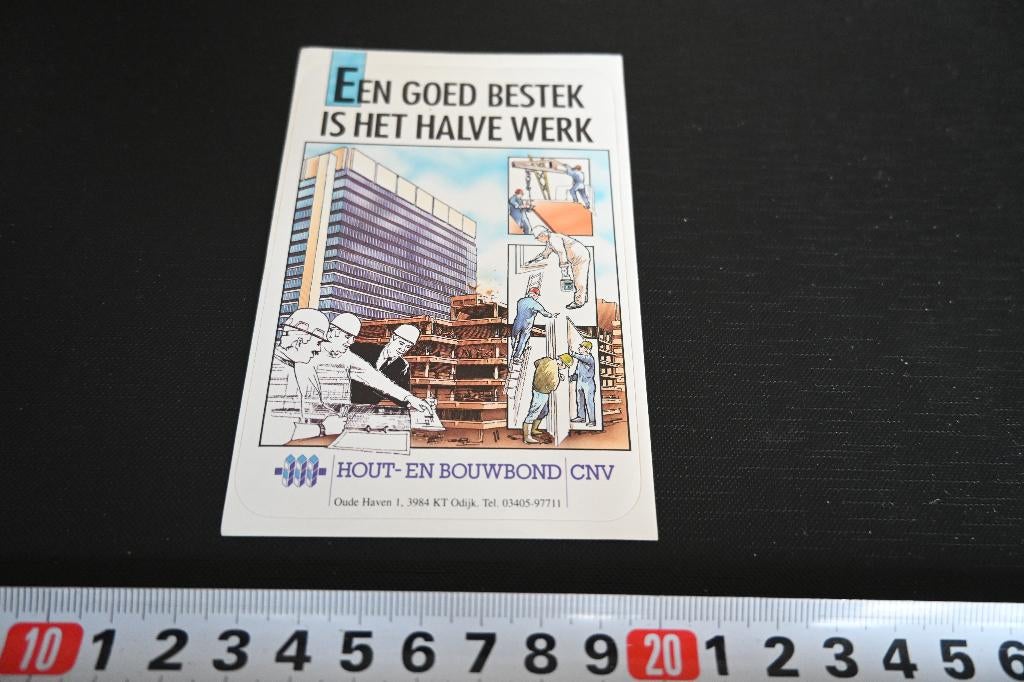 EEN GOED BESTEK
IS HET HALVE WERK
HOUT- EN BOUWBOND CNV
Oude Haven 1, 3984 KT Odijk. Tel. 03405-97711
10 1 2 3 4 5 6 7 8 9 20 1 2 3 4 5 6